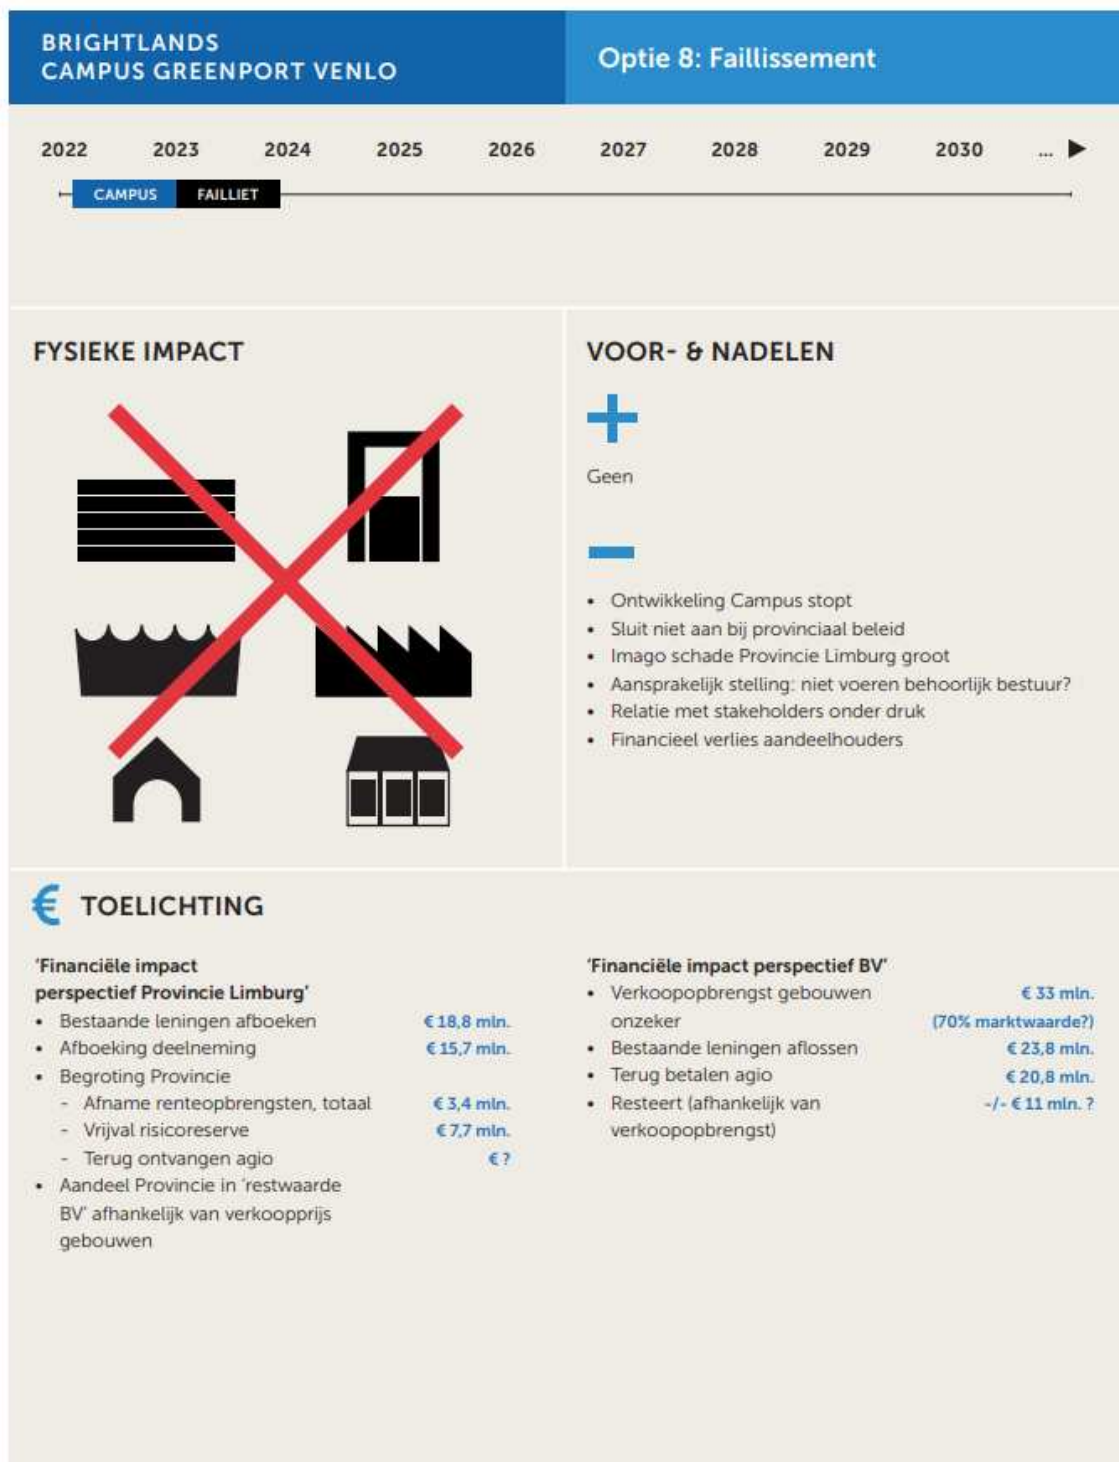 BRIGHTLANDS
CAMPUS GREENPORT VENLO
Optie 8: Faillissement
2022 2023 2024 2025 2026 2027 2028 2029 2030 ...
CAMPUS FAILLIET
FYSIEKE IMPACT
VOOR- & NADELEN
Geen
• Ontwikkeling Campus stopt
• Sluit niet aan bij provinciaal beleid
• Imago schade Provincie Limburg groot
• Aansprakelijk stelling: niet voeren behoorlijk bestuur?
• Relatie met stakeholders onder druk
• Financieel verlies aandeelhouders
€ TOELICHTING
'Financiële impact
perspectief Provincie Limburg'
• Bestaande leningen afboeken € 18,8 mln.
• Afboeking deelneming € 15,7 mln.
• Begroting Provincie
- Afname renteopbrengsten, totaal € 3,4 mln.
- Vrijval risicoreserve € 7,7 mln.
- Terug ontvangen agio € ?
• Aandeel Provincie in 'restwaarde
BV' afhankelijk van verkoopprijs
gebouwen
'Financiële impact perspectief BV'
• Verkoopopbrengst gebouwen € 33 mln.
onzeker (70% marktwaarde?)
• Bestaande leningen aflossen € 23,8 mln.
• Terug betalen agio € 20,8 mln.
• Resteert (afhankelijk van -/- € 11 mln. ?
verkoopopbrengst)